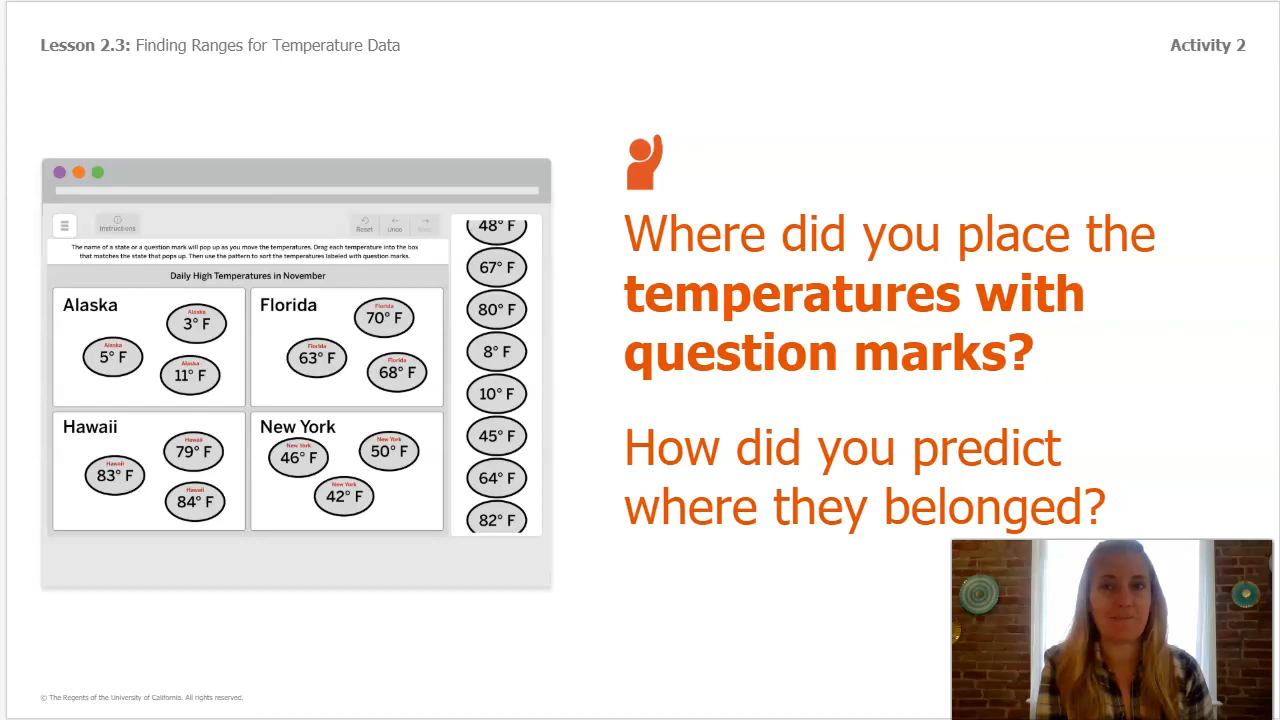 Lesson 2.3: Finding Ranges for Temperature Data
Activity 2
Instructions
Reset
Undo
The name of a state or a question mark will pop up as you move the temperatures. Drag each temperature into the box
that matches the state that pops up. Then use the pattern to sort the temperatures labeled with question marks.
Daily High Temperatures in November
Alaska
Alaska
3° F
Alaska
5° F
Alaska
11° F
Florida
Florida
70° F
Florida
63° F
Florida
68° F
Hawaii
Hawaii
79° F
Hawaii
83° F
Hawaii
84° F
New York
New York
46° F
New York
50° F
New York
42° F
48° F
67° F
80° F
8° F
10° F
45° F
64° F
82° F
Where did you place the
temperatures with
question marks?
How did you predict
where they belonged?
© The Regents of the University of California. All rights reserved.